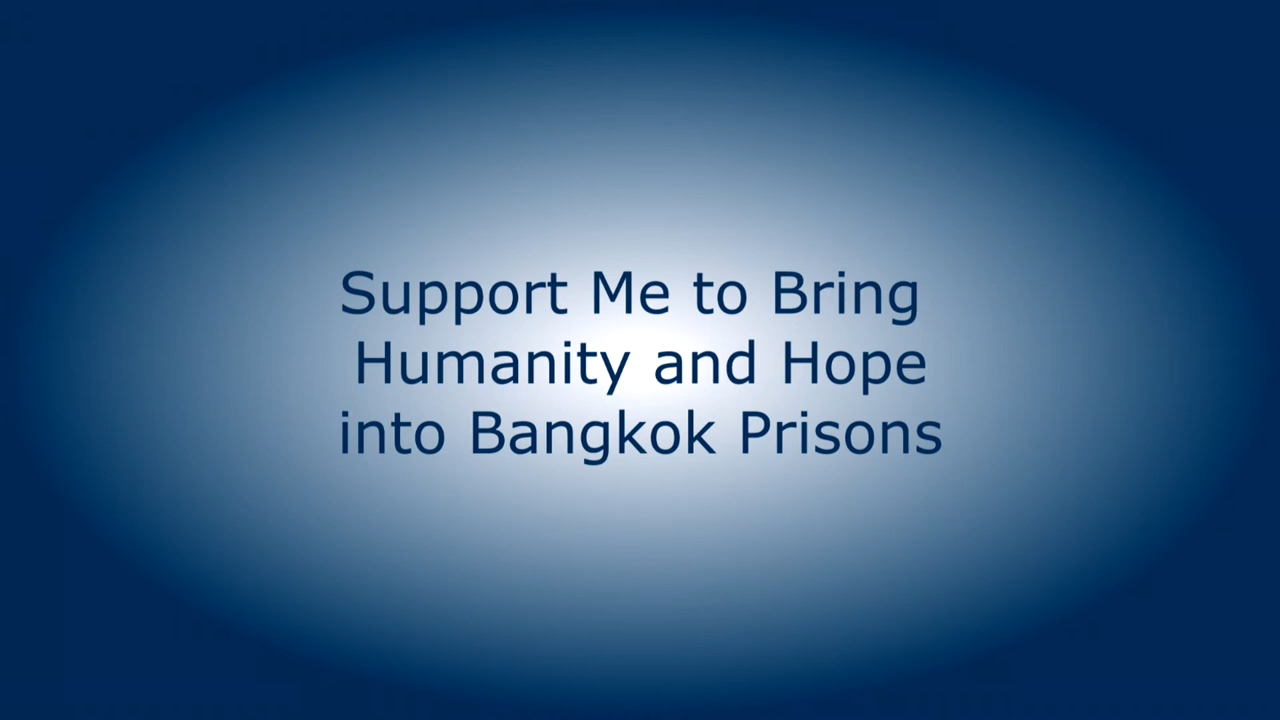 Support Me to Bring
Humanity and Hope
into Bangkok Prisons